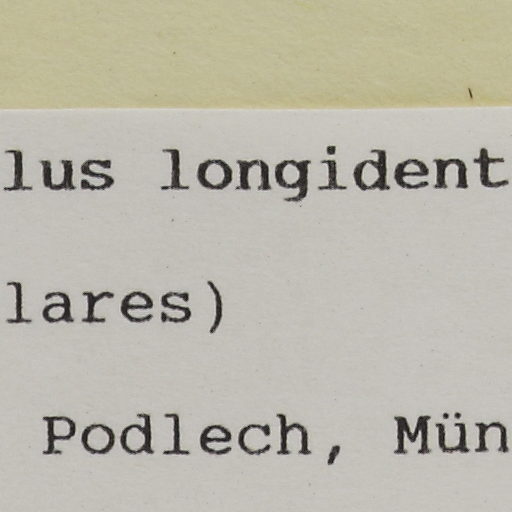 lus longident
lares)
Podlech, Mün